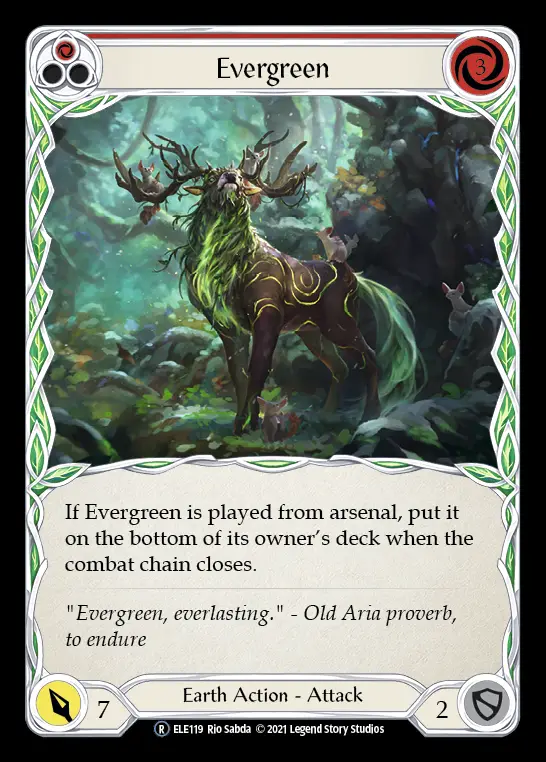 Evergreen
3
If Evergreen is played from arsenal, put it
on the bottom of its owner's deck when the
combat chain closes.
"Evergreen, everlasting." - Old Aria proverb,
to endure
7
Earth Action - Attack
2
R ELE119 Rio Sabda © 2021 Legend Story Studios